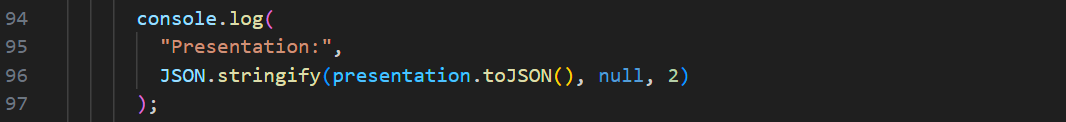 94 console.log(
95 "Presentation:",
96 JSON.stringify(presentation.toJSON(), null, 2)
97 );